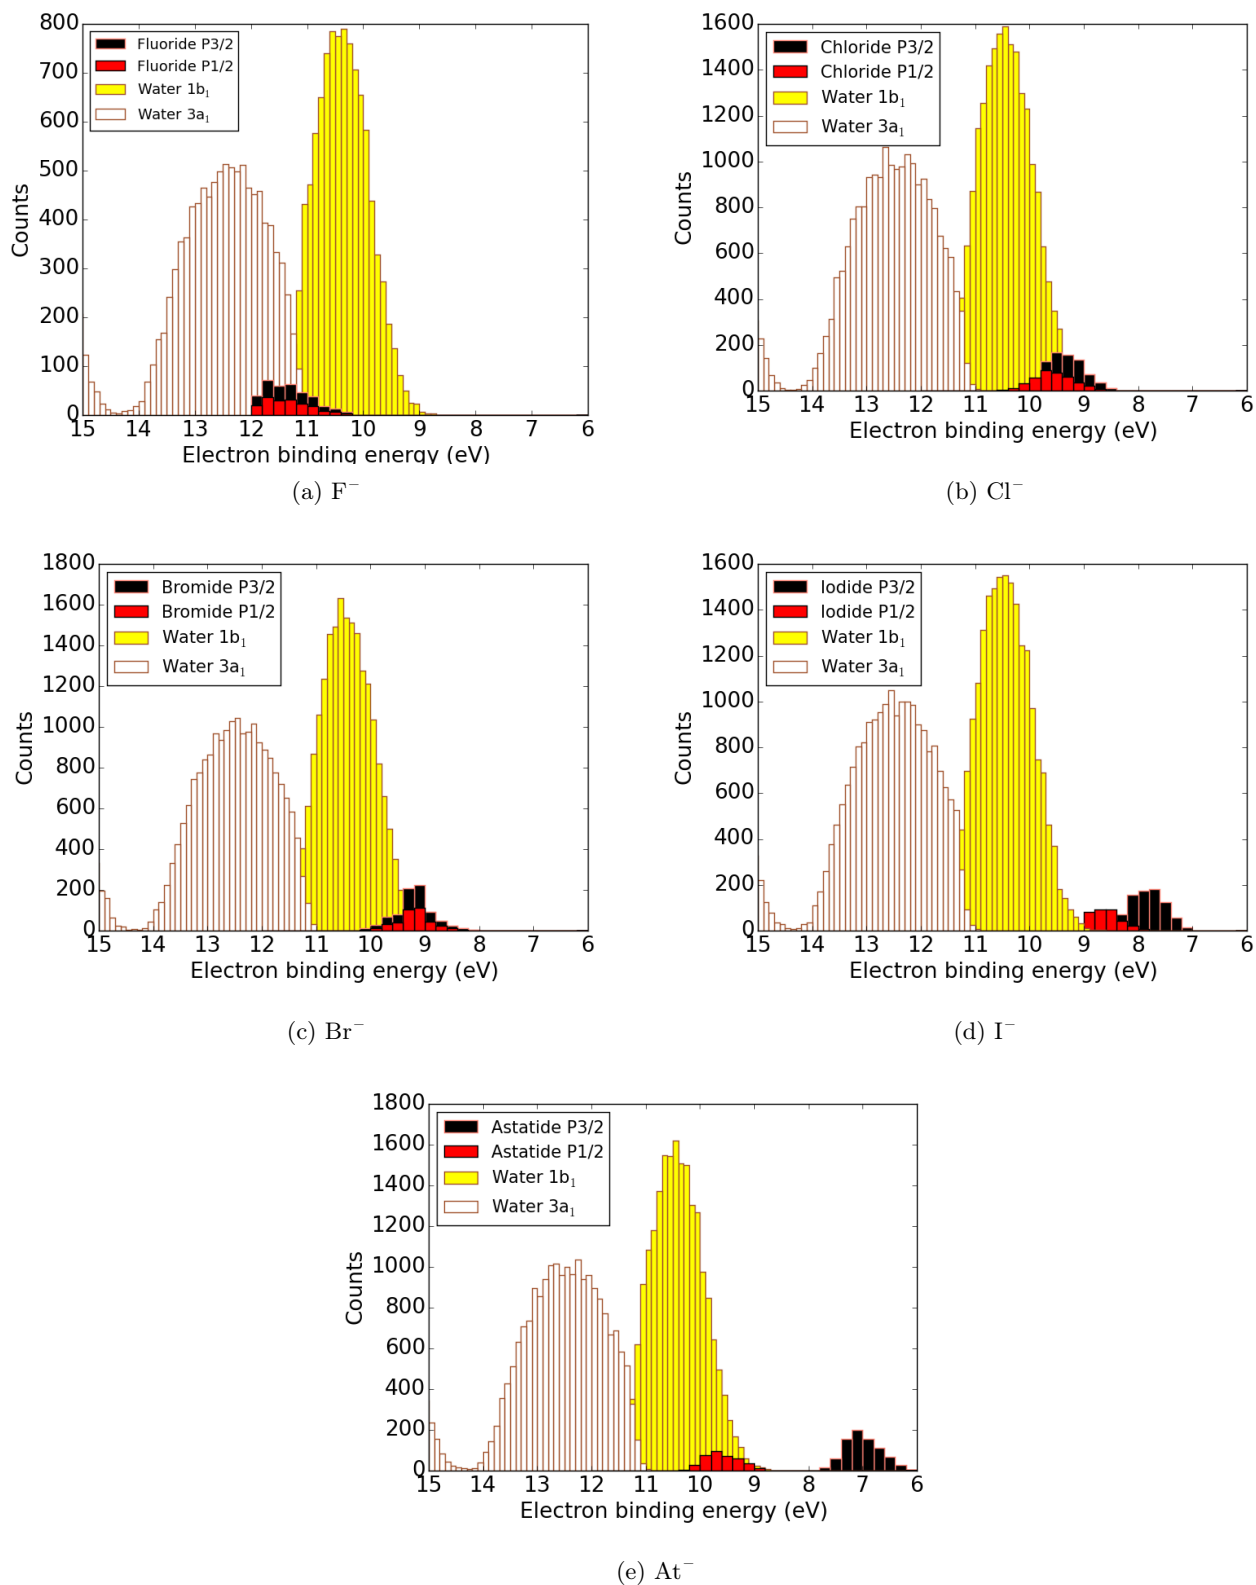 800
700
600
500
400
300
200
100
0
Counts
Fluoride P3/2
Fluoride P1/2
Water 1b₁
Water 3a₁
15 14 13 12 11 10 9 8 7 6
Electron binding energy (eV)
(a) F⁻
1600
1400
1200
1000
800
600
400
200
0
Counts
Chloride P3/2
Chloride P1/2
Water 1b₁
Water 3a₁
15 14 13 12 11 10 9 8 7 6
Electron binding energy (eV)
(b) Cl⁻
1800
1600
1400
1200
1000
800
600
400
200
0
Counts
Bromide P3/2
Bromide P1/2
Water 1b₁
Water 3a₁
15 14 13 12 11 10 9 8 7 6
Electron binding energy (eV)
(c) Br⁻
1600
1400
1200
1000
800
600
400
200
0
Counts
Iodide P3/2
Iodide P1/2
Water 1b₁
Water 3a₁
15 14 13 12 11 10 9 8 7 6
Electron binding energy (eV)
(d) I⁻
1800
1600
1400
1200
1000
800
600
400
200
0
Counts
Astatide P3/2
Astatide P1/2
Water 1b₁
Water 3a₁
15 14 13 12 11 10 9 8 7 6
Electron binding energy (eV)
(e) At⁻